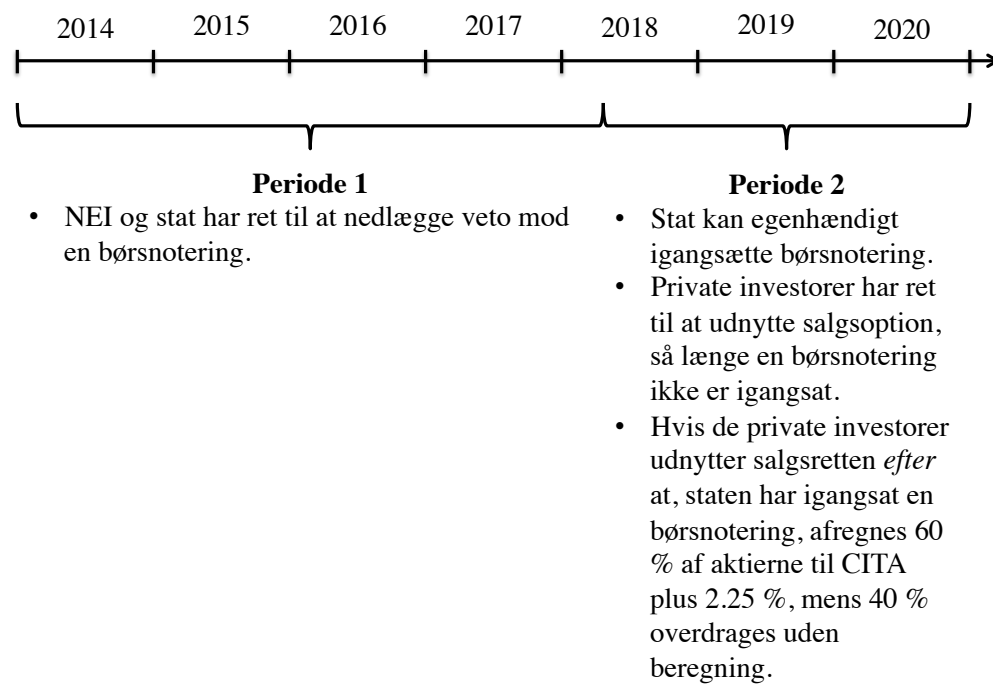 2014 2015 2016 2017 2018 2019 2020
Periode 1
• NEI og stat har ret til at nedlægge veto mod
en børsnotering.
Periode 2
• Stat kan egenhændigt
igangsætte børsnotering.
• Private investorer har ret
til at udnytte salgsoption,
så længe en børsnotering
ikke er igangsat.
• Hvis de private investorer
udnytter salgsretten efter
at, staten har igangsat en
børsnotering, afregnes 60
% af aktierne til CITA
plus 2.25 %, mens 40 %
overdrages uden
beregning.